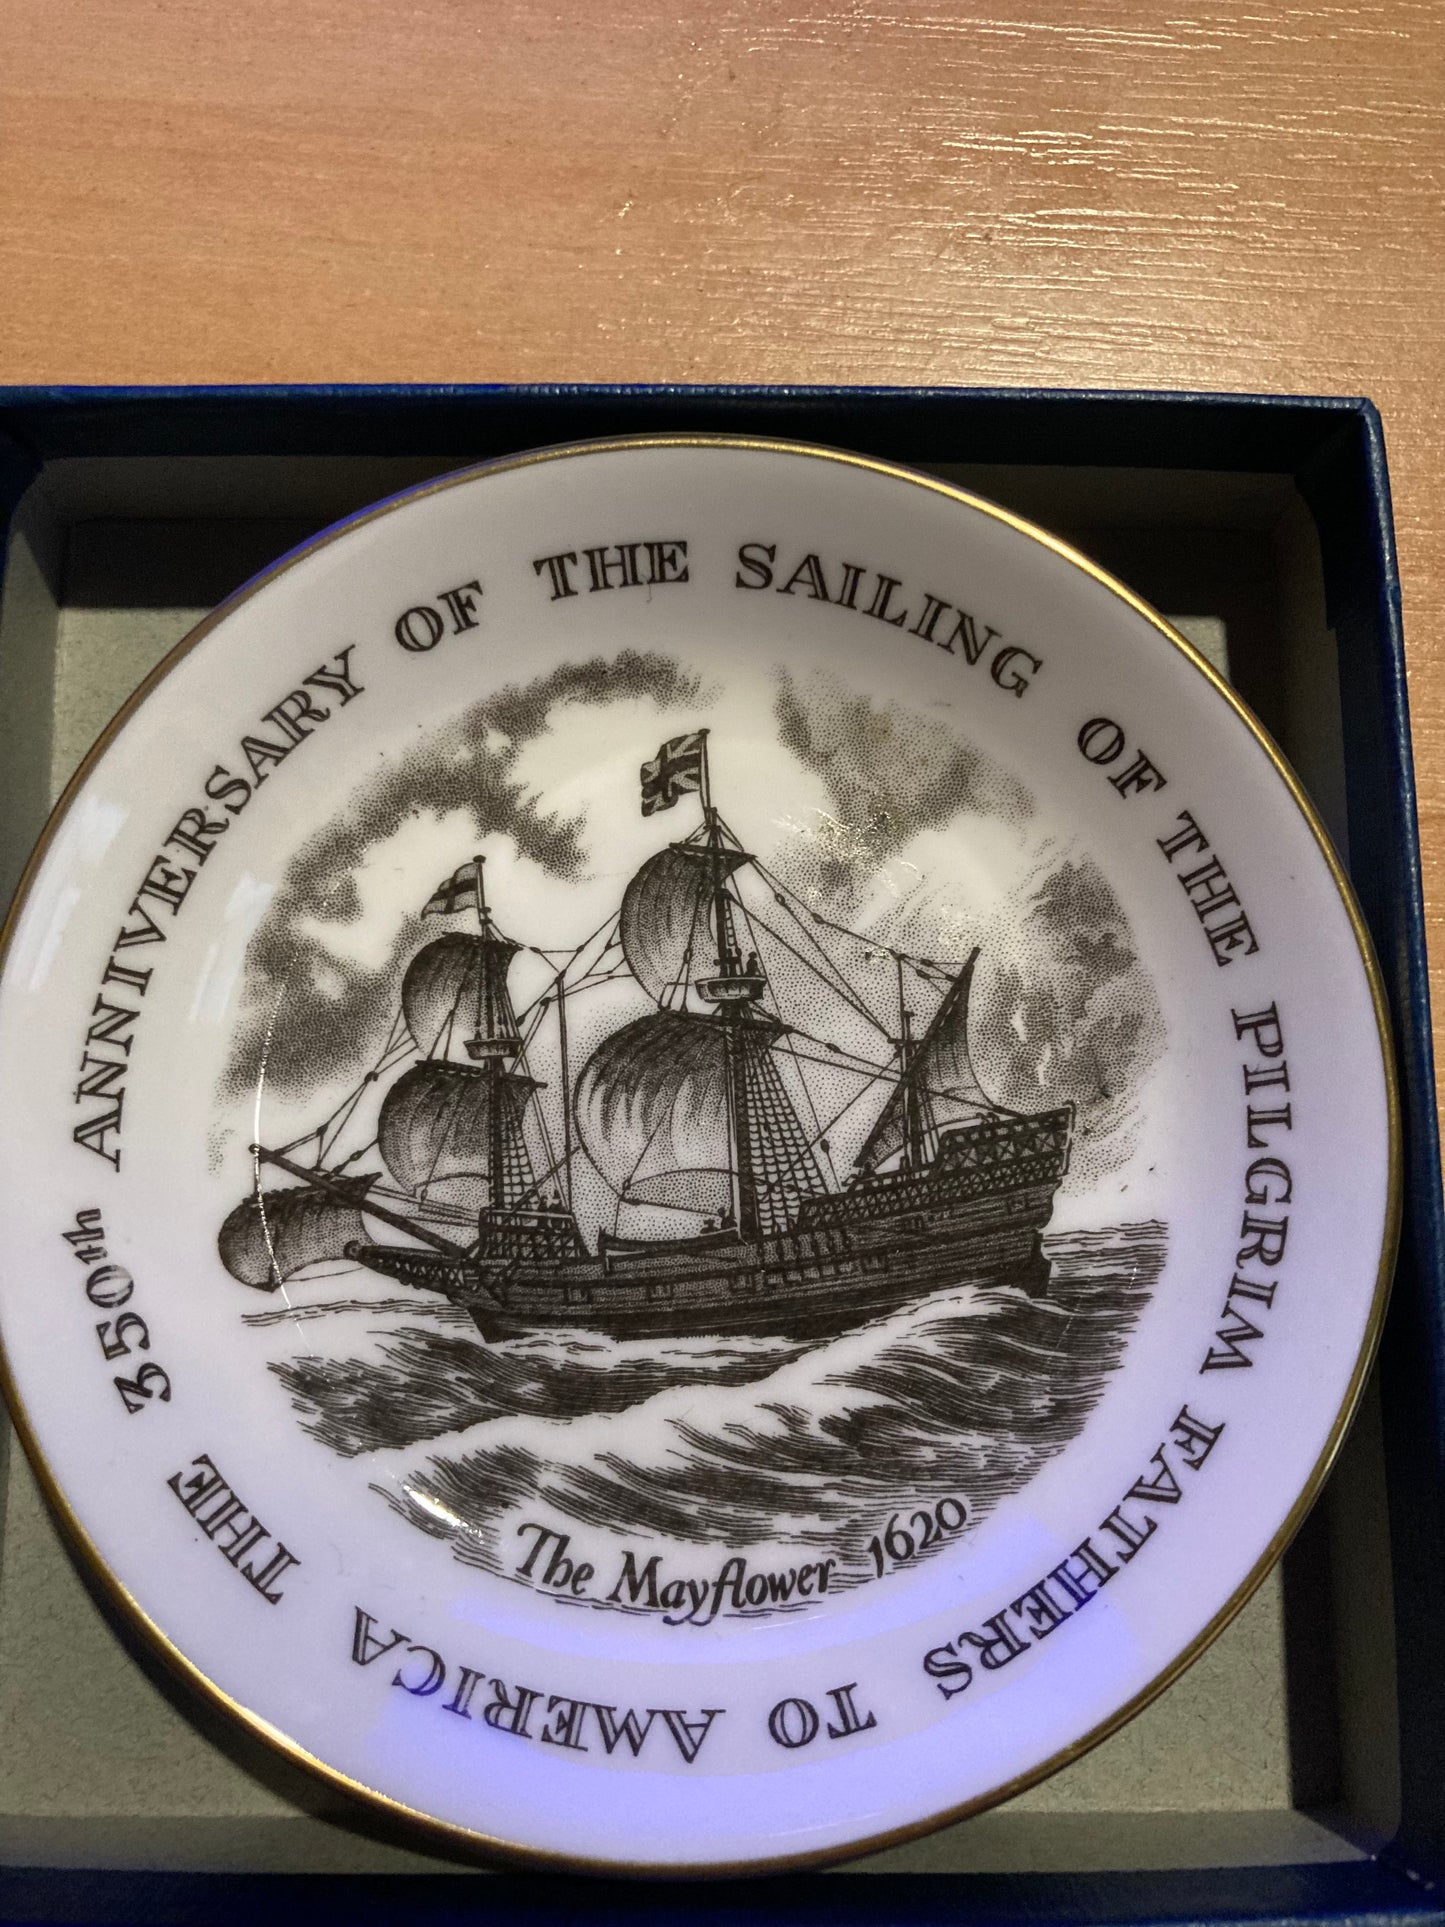 THE 350th ANNIVERSARY OF THE SAILING OF THE PILGRIM FATHERS TO AMERICA
The Mayflower 1620